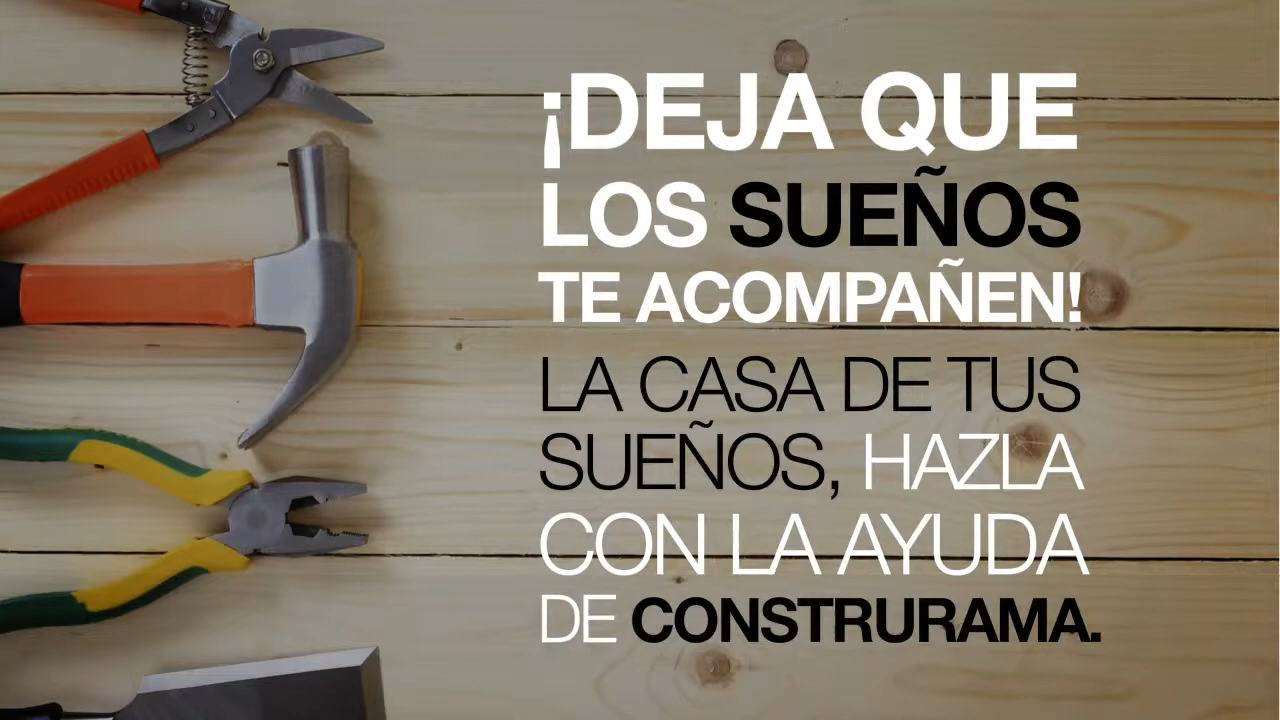 ¡DEJA QUE
LOS SUEÑOS
TE ACOMPAÑEN!
LA CASA DE TUS
SUEÑOS, HAZLA
CON LA AYUDA
DE CONSTRURAMA.